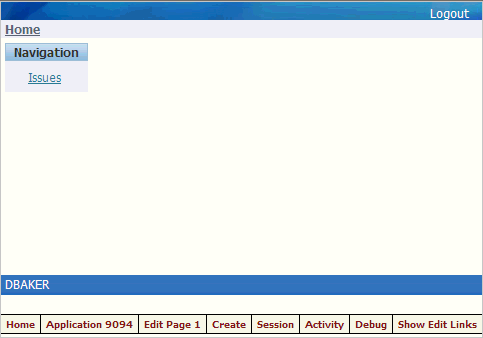 Logout
Home
Navigation
Issues
DBAKER
Home Application 9094 Edit Page 1 Create Session Activity Debug Show Edit Links